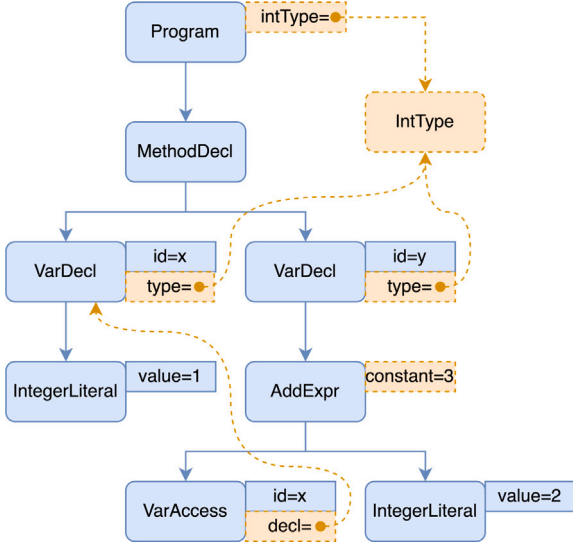 Program
intType=
IntType
MethodDecl
VarDecl
id=x
type=
VarDecl
id=y
type=
IntegerLiteral
value=1
AddExpr
constant=3
VarAccess
id=x
decl=
IntegerLiteral
value=2